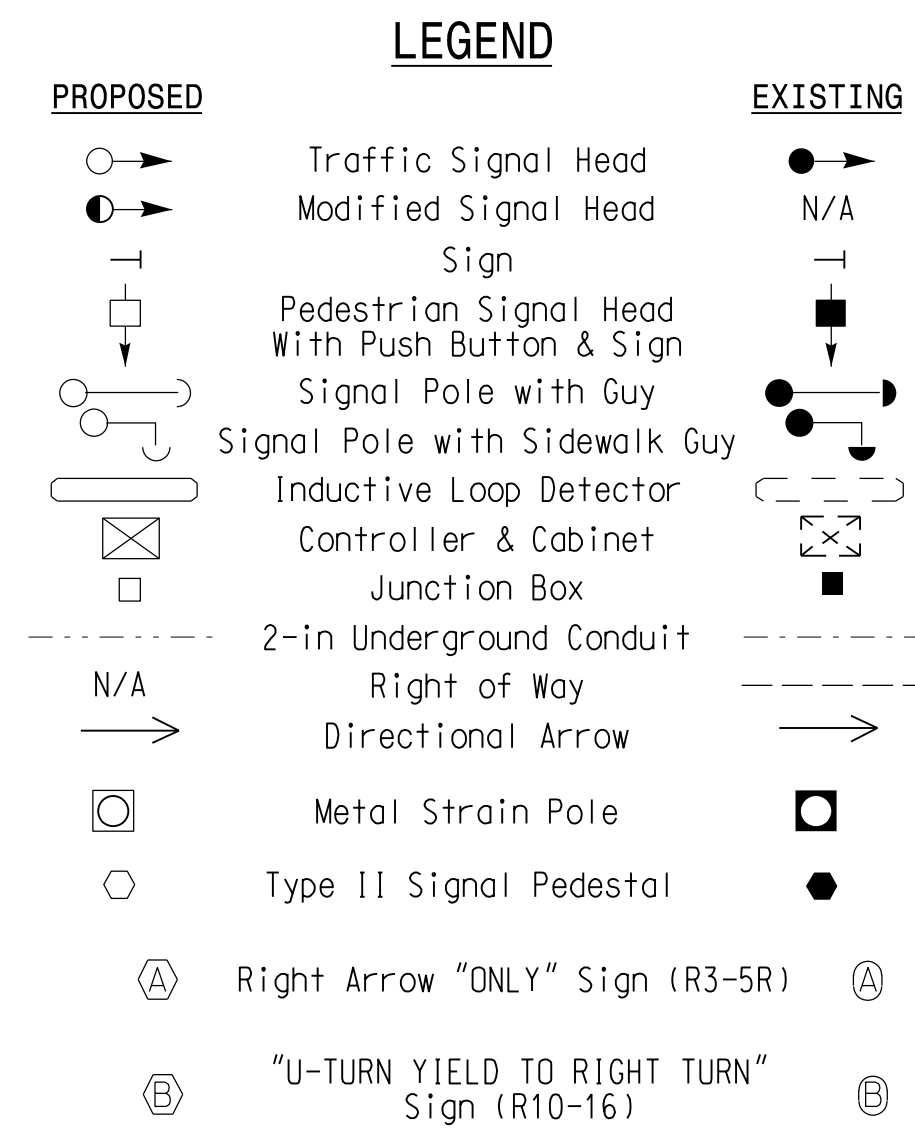 LEGEND
PROPOSED EXISTING
Traffic Signal Head
Modified Signal Head N/A
Sign
Pedestrian Signal Head
With Push Button & Sign
Signal Pole with Guy
Signal Pole with Sidewalk Guy
Inductive Loop Detector
Controller & Cabinet
Junction Box
2-in Underground Conduit
N/A Right of Way
Directional Arrow
Metal Strain Pole
Type II Signal Pedestal
A Right Arrow "ONLY" Sign (R3-5R) A
"U-TURN YIELD TO RIGHT TURN"
B Sign (R10-16) B